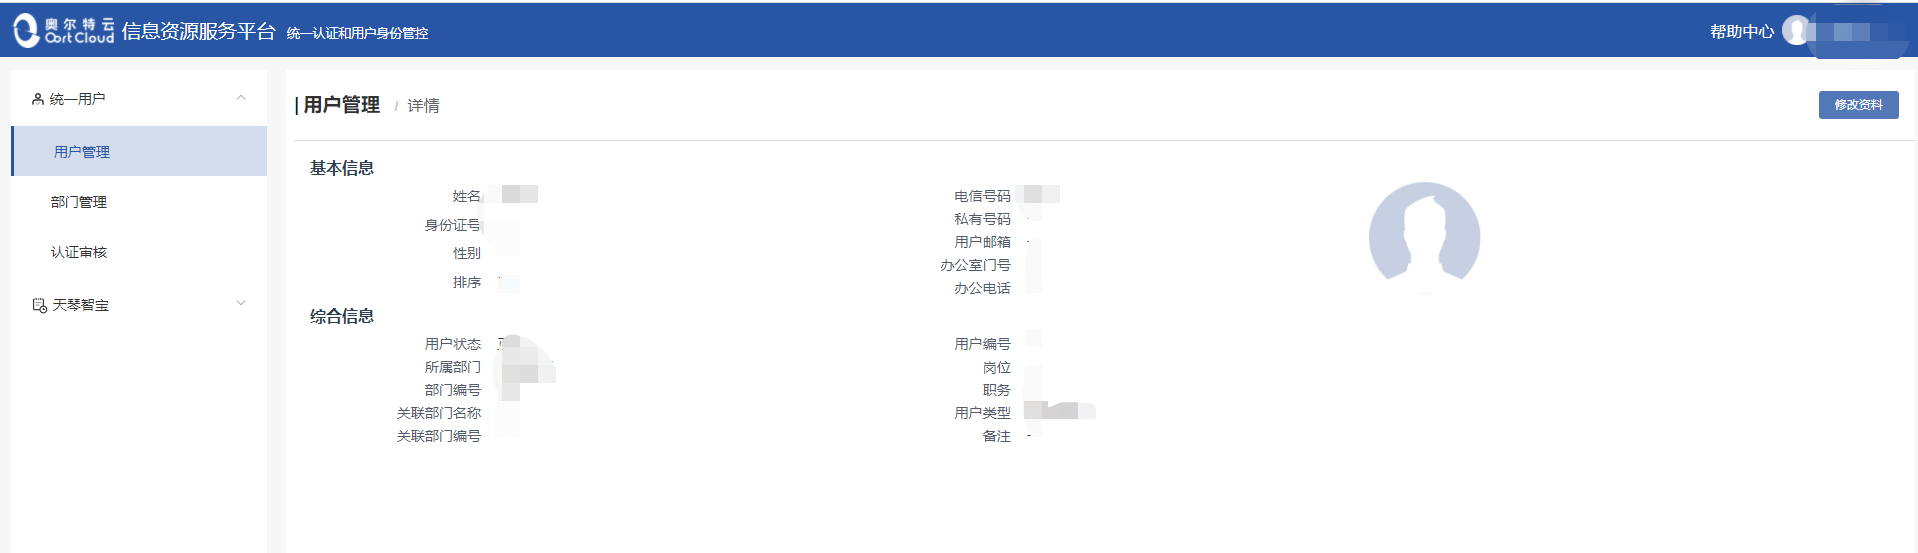 奥尔特云
Oort Cloud
信息资源服务平台 统一认证和用户身份管控
帮助中心
统一用户
用户管理
部门管理
认证审核
天琴智宝
用户管理 / 详情
修改资料
基本信息
姓名
身份证号
性别
排序
电信号码
私有号码
用户邮箱 -
办公室门号
办公电话
综合信息
用户状态
所属部门
部门编号
关联部门名称
关联部门编号
用户编号
岗位
职务
用户类型
备注 -